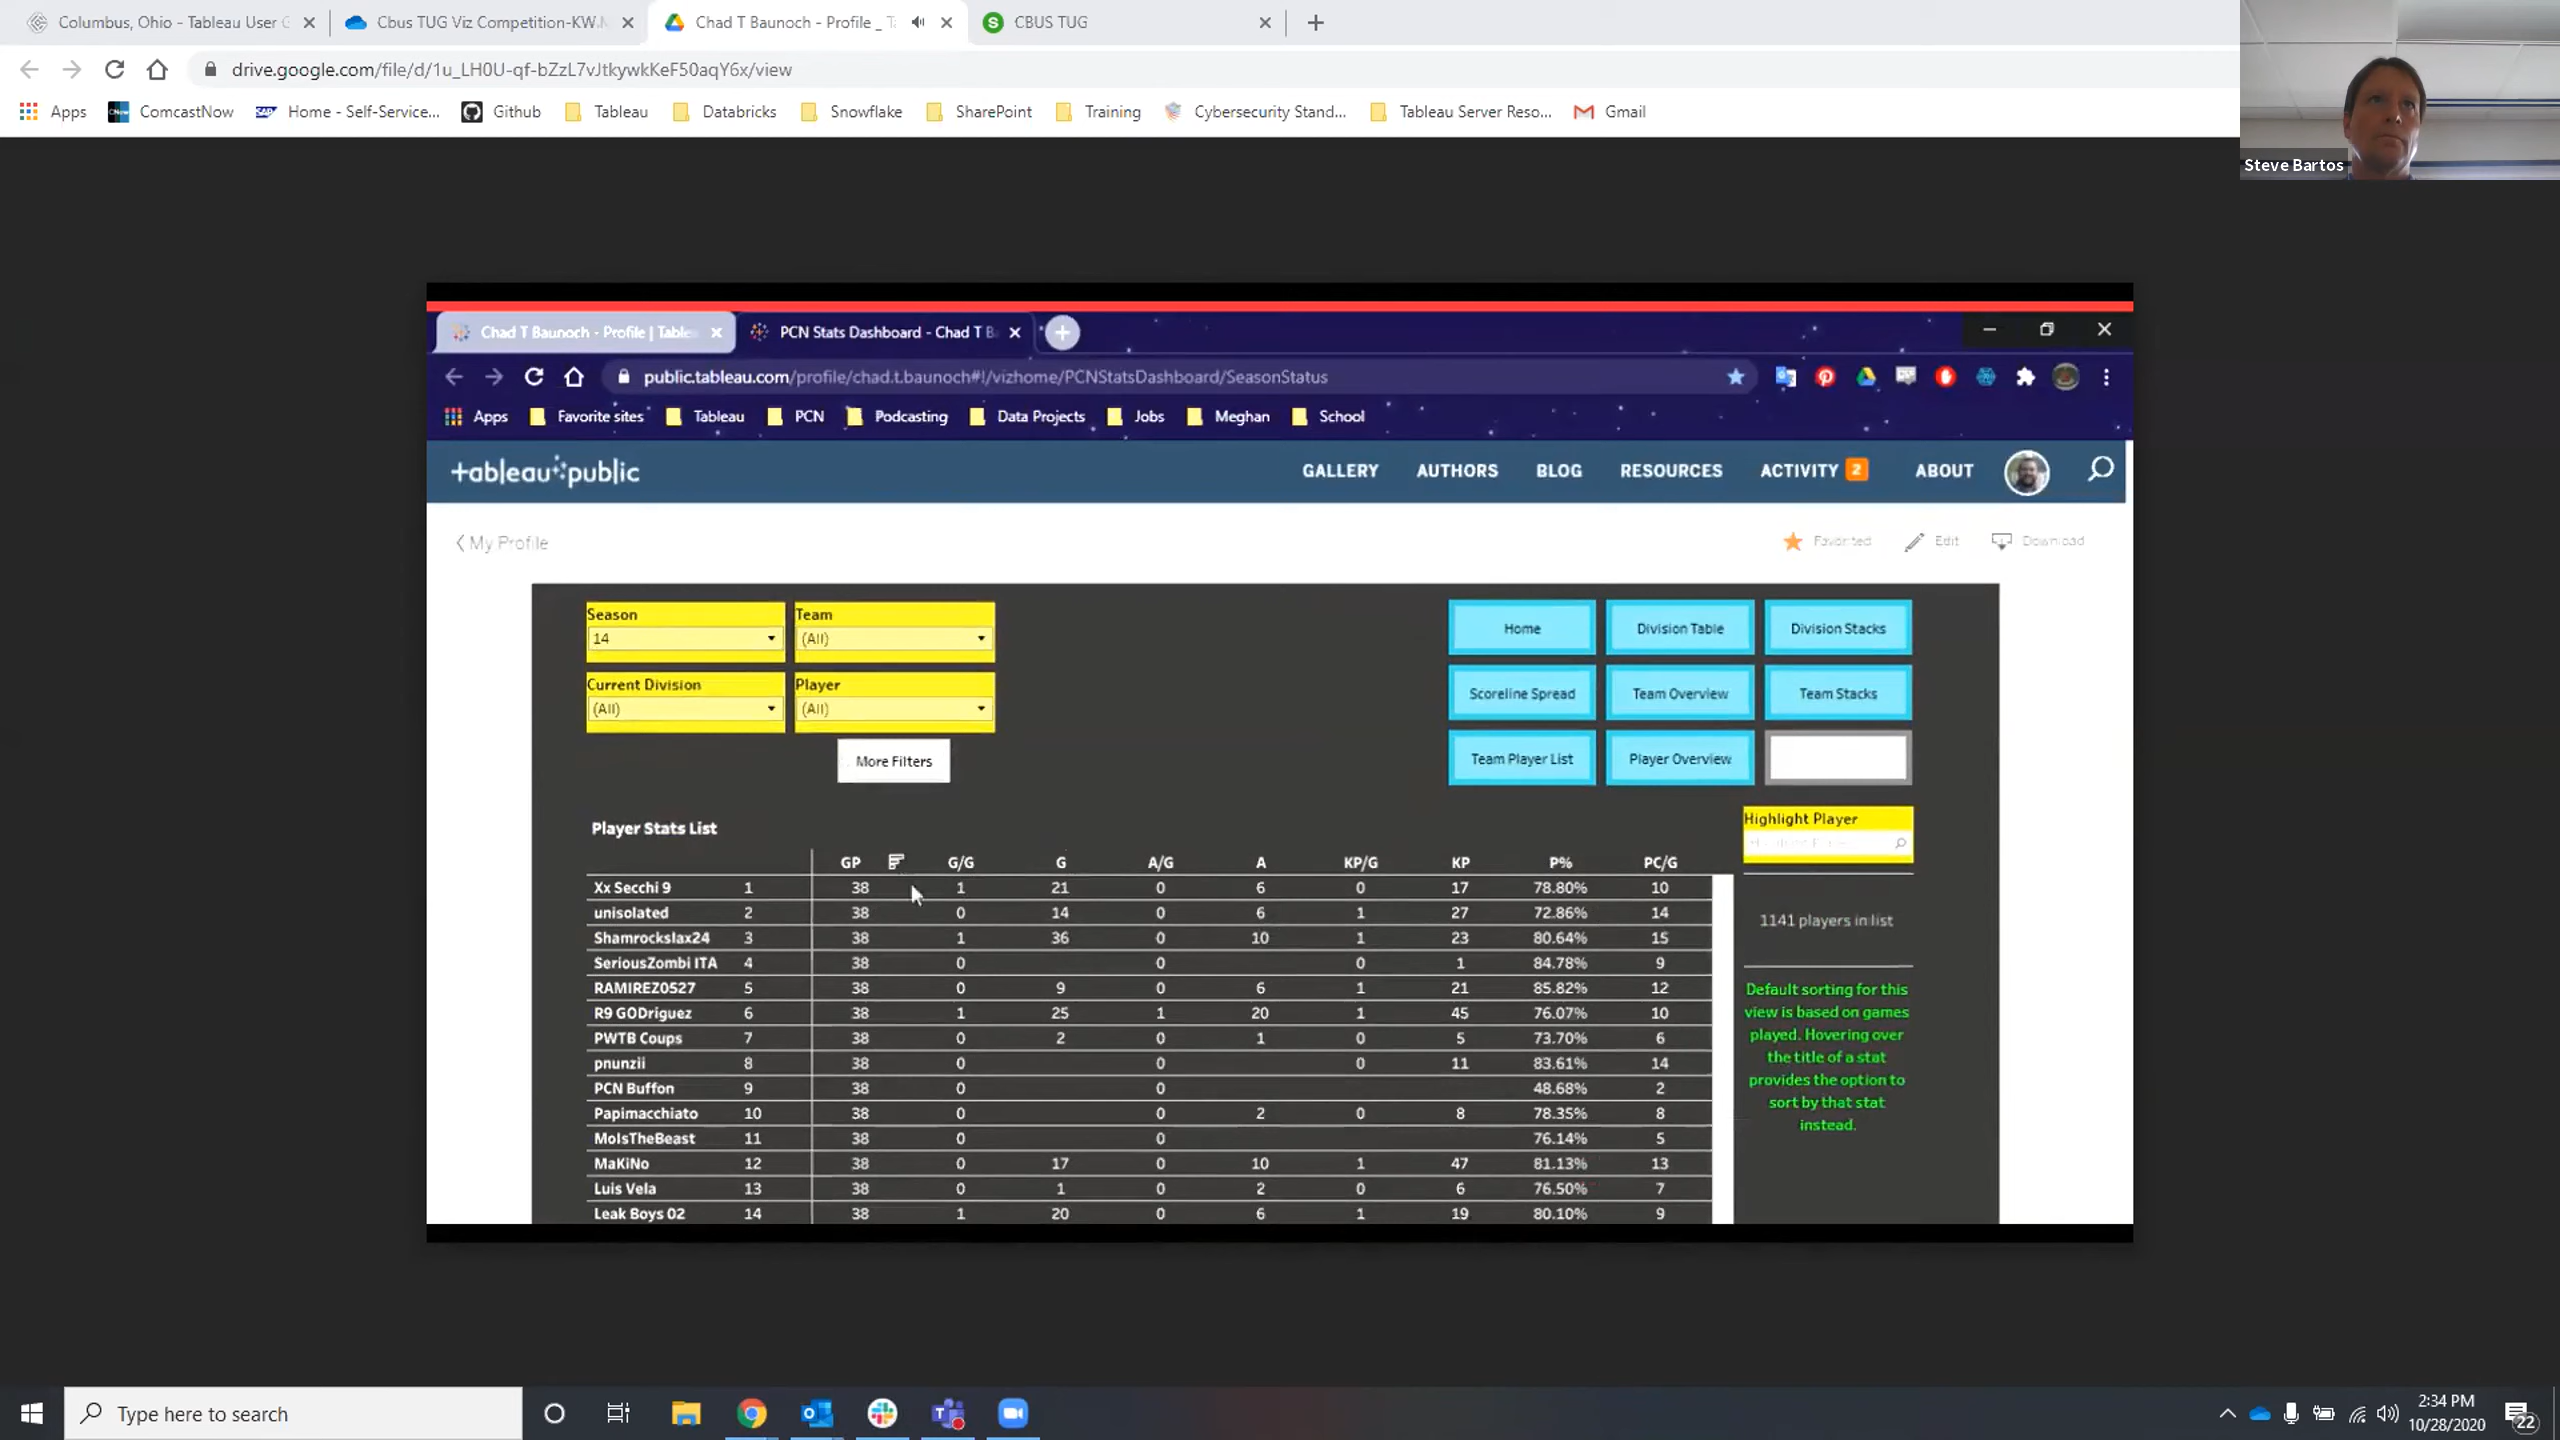 Columbus, Ohio - Tableau User G
Cbus TUG Viz Competition-KW.
Chad T Baunoch - Profile _ T
CBUS TUG
drive.google.com/file/d/1u_LH0U-qf-bZzL7vJtkywkKeF50aqY6x/view
Apps ComcastNow Home - Self-Service... Github Tableau Databricks Snowflake SharePoint Training Cybersecurity Stand... Tableau Server Reso... Gmail
Steve Bartos
Chad T Baunoch - Profile | Table
PCN Stats Dashboard - Chad T B
public.tableau.com/profile/chad.t.baunoch#!/vizhome/PCNStatsDashboard/SeasonStatus
Apps Favorite sites Tableau PCN Podcasting Data Projects Jobs Meghan School
+ableau public
GALLERY AUTHORS BLOG RESOURCES ACTIVITY 2 ABOUT
My Profile
Favorited Edit Download
Season
14
Team
(All)
Current Division
(All)
Player
(All)
More Filters
Home Division Table Division Stacks
Scoreline Spread Team Overview Team Stacks
Team Player List Player Overview
Player Stats List
GP G/G G A/G A KP/G KP P% PC/G
Xx Secchi 9 1 38 1 21 0 6 0 17 78.80% 10
unisolated 2 38 0 14 0 6 1 27 72.86% 14
Shamrockslax24 3 38 1 36 0 10 1 23 80.64% 15
SeriousZombi ITA 4 38 0 0 0 1 84.78% 9
RAMIREZ0527 5 38 0 9 0 6 1 21 85.82% 12
R9 GODriguez 6 38 1 25 1 20 1 45 76.07% 10
PWTB Coups 7 38 0 2 0 1 0 5 73.70% 6
pnunzii 8 38 0 0 0 11 83.61% 14
PCN Buffon 9 38 0 0 48.68% 2
Papimacchiato 10 38 0 0 2 0 8 78.35% 8
MoIsTheBeast 11 38 0 0 76.14% 5
MaKiNo 12 38 0 17 0 10 1 47 81.13% 13
Luis Vela 13 38 0 1 0 2 0 6 76.50% 7
Leak Boys 02 14 38 1 20 0 6 1 19 80.10% 9
Highlight Player
1141 players in list
Default sorting for this
view is based on games
played. Hovering over
the title of a stat
provides the option to
sort by that stat
instead.
Type here to search
2:34 PM
10/28/2020
22